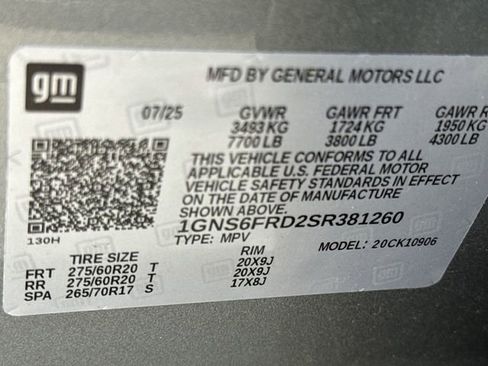 gm
MFD BY GENERAL MOTORS LLC
07/25 GVWR GAWR FRT GAWR R
3493 KG 1724 KG 1950 KG
7700 LB 3800 LB 4300 LB
THIS VEHICLE CONFORMS TO ALL
APPLICABLE U.S. FEDERAL MOTOR
VEHICLE SAFETY STANDARDS IN EFFECT
ON THE DATE OF MANUFACTURE
SHOWN ABOVE.
1GNS6FRD2SR381260
130H
TYPE: MPV MODEL: 20CK10906
TIRE SIZE RIM
FRT 275/60R20 T 20X9J
RR 275/60R20 T 20X9J
SPA 265/70R17 S 17X8J